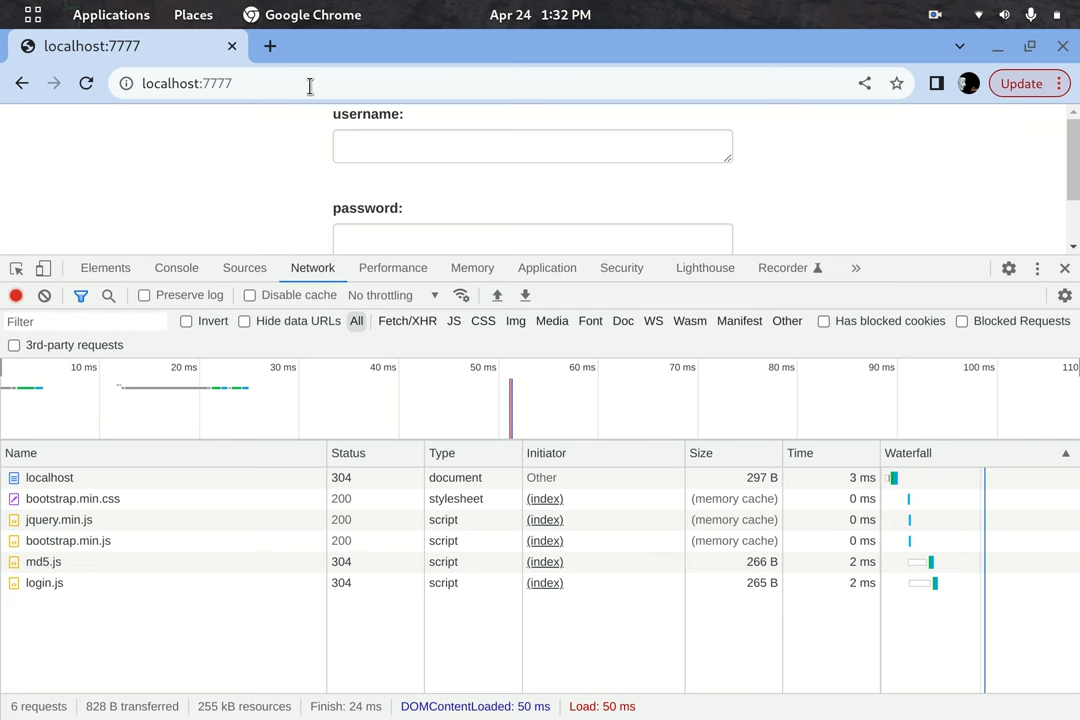 Applications Places Google Chrome Apr 24 1:32 PM
localhost:7777
localhost:7777 Update
username:
password:
Elements Console Sources Network Performance Memory Application Security Lighthouse Recorder
Preserve log Disable cache No throttling
Filter Invert Hide data URLs All Fetch/XHR JS CSS Img Media Font Doc WS Wasm Manifest Other Has blocked cookies Blocked Requests
3rd-party requests
10 ms 20 ms 30 ms 40 ms 50 ms 60 ms 70 ms 80 ms 90 ms 100 ms 110
Name Status Type Initiator Size Time Waterfall
localhost 304 document Other 297 B 3 ms
bootstrap.min.css 200 stylesheet (index) (memory cache) 0 ms
jquery.min.js 200 script (index) (memory cache) 0 ms
bootstrap.min.js 200 script (index) (memory cache) 0 ms
md5.js 304 script (index) 266 B 2 ms
login.js 304 script (index) 265 B 2 ms
6 requests 828 B transferred 255 kB resources Finish: 24 ms DOMContentLoaded: 50 ms Load: 50 ms